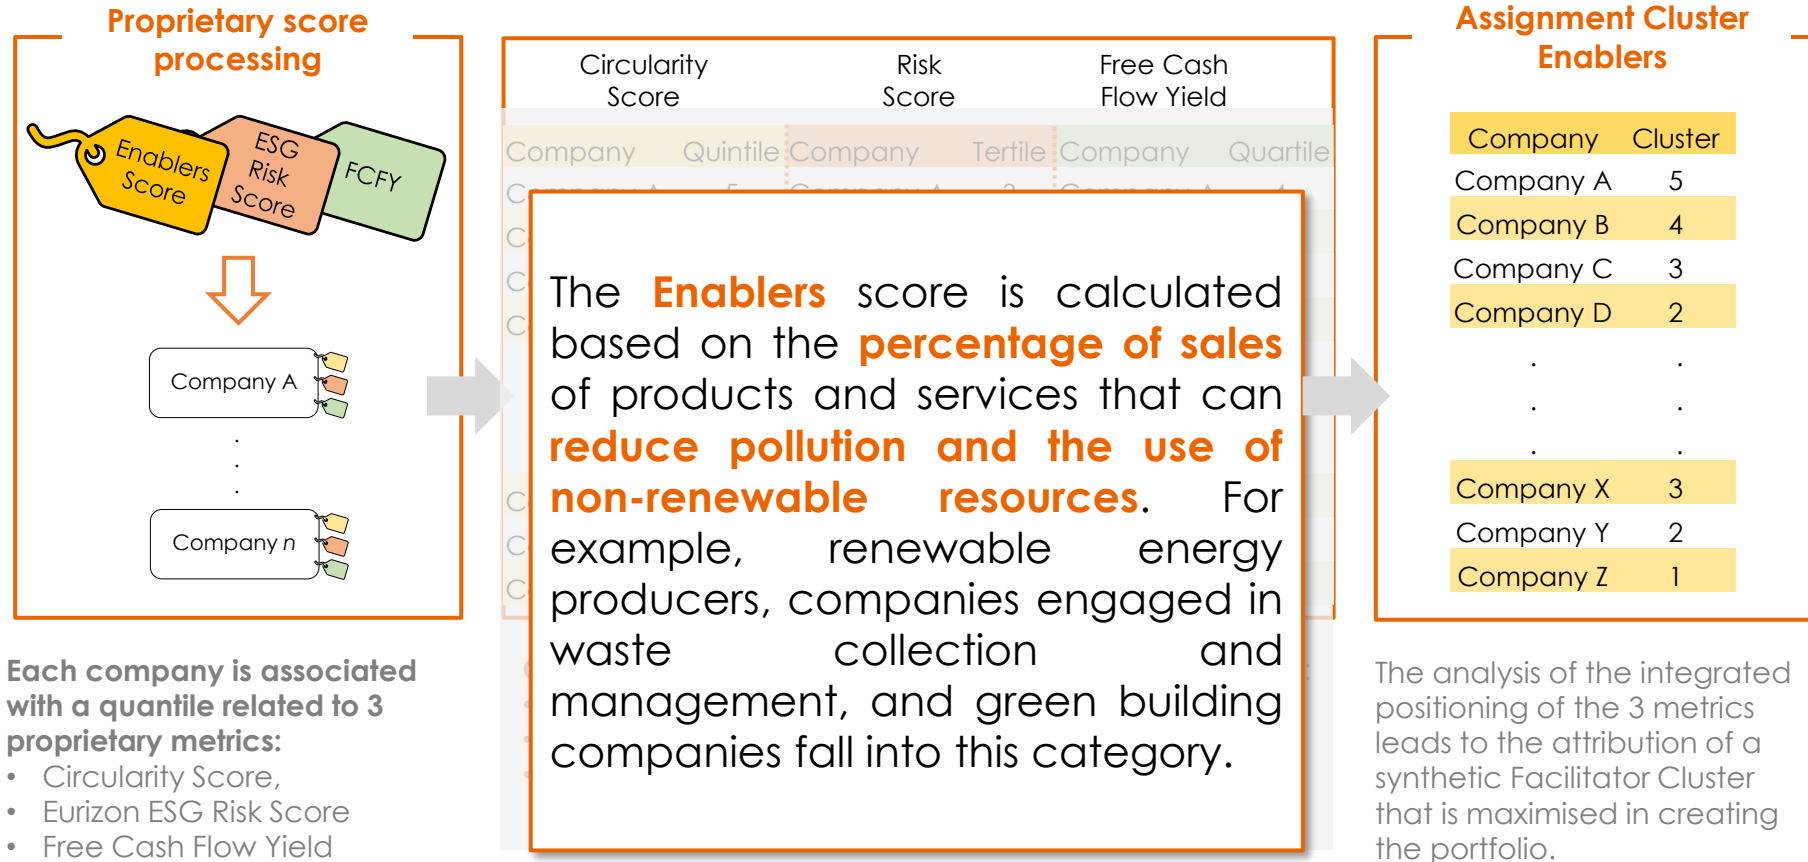 Proprietary score
processing
Enablers
Score
ESG
Risk
Score
FCFY
Company A
.
.
.
Company n
Each company is associated
with a quantile related to 3
proprietary metrics:
• Circularity Score,
• Eurizon ESG Risk Score
• Free Cash Flow Yield
Circularity
Score
Risk
Score
Free Cash
Flow Yield
Company Quintile Company Tertile Company Quartile
The Enablers score is calculated
based on the percentage of sales
of products and services that can
reduce pollution and the use of
non-renewable resources. For
example, renewable energy
producers, companies engaged in
waste collection and
management, and green building
companies fall into this category.
Assignment Cluster
Enablers
Company Cluster
Company A 5
Company B 4
Company C 3
Company D 2
. .
. .
. .
Company X 3
Company Y 2
Company Z 1
The analysis of the integrated
positioning of the 3 metrics
leads to the attribution of a
synthetic Facilitator Cluster
that is maximised in creating
the portfolio.